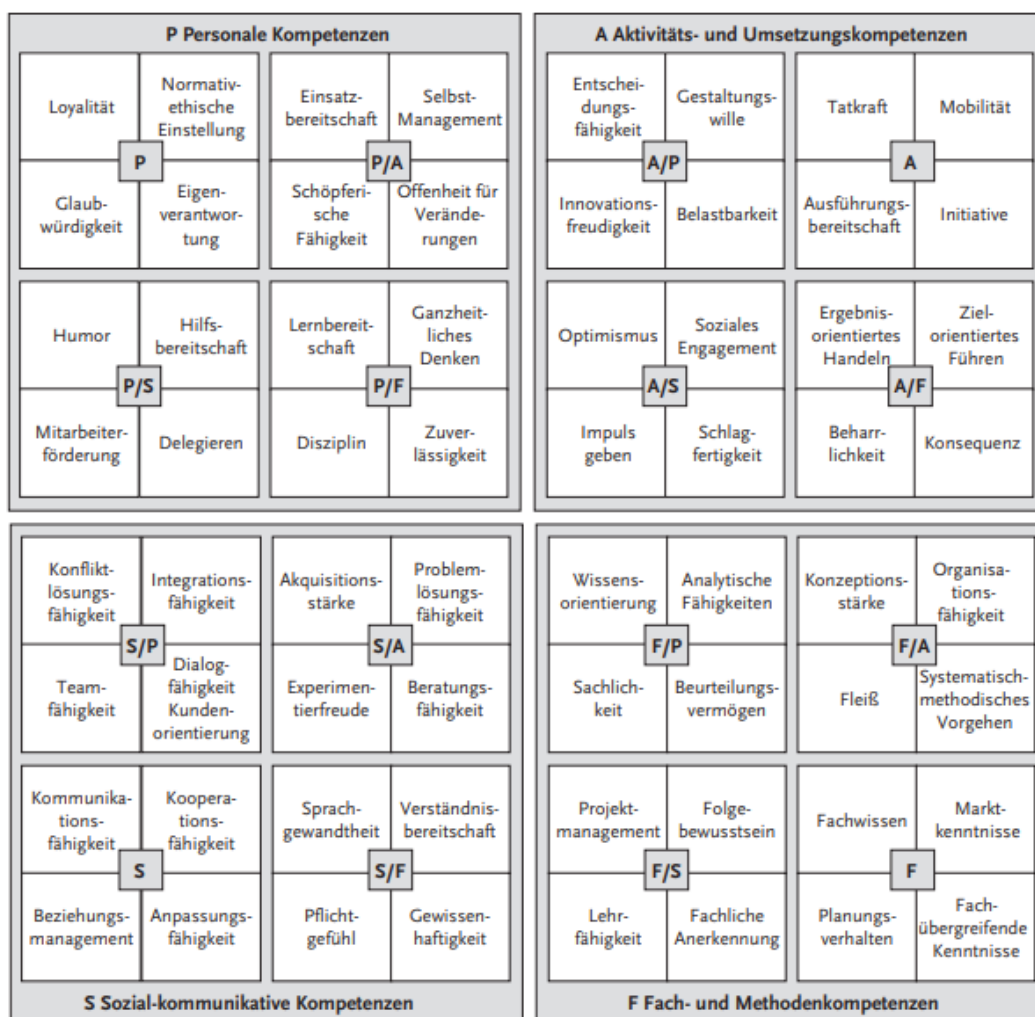 P Personale Kompetenzen
Loyalität
Normativ-
ethische
Einstellung
P
Glaub-
würdigkeit
Eigen-
verantwor-
tung
Einsatz-
bereitschaft
Selbst-
Management
P/A
Schöpferi-
sche
Fähigkeit
Offenheit für
Verände-
rungen
Humor
Hilfs-
bereitschaft
P/S
Mitarbeiter-
förderung
Delegieren
Lernbereit-
schaft
Ganzheit-
liches
Denken
P/F
Disziplin
Zuver-
lässigkeit
A Aktivitäts- und Umsetzungskompetenzen
Entschei-
dungs-
fähigkeit
Gestaltungs-
wille
A/P
Innovations-
freudigkeit
Belastbarkeit
Tatkraft
Mobilität
A
Ausführungs-
bereitschaft
Initiative
Optimismus
Soziales
Engagement
A/S
Impuls
geben
Schlag-
fertigkeit
Ergebnis-
orientiertes
Handeln
Ziel-
orientiertes
Führen
A/F
Beharr-
lichkeit
Konsequenz
Konflikt-
lösungs-
fähigkeit
Integrations-
fähigkeit
S/P
Team-
fähigkeit
Dialog-
fähigkeit
Kunden-
orientierung
Akquisitions-
stärke
Problem-
lösungs-
fähigkeit
S/A
Experimen-
tierfreude
Beratungs-
fähigkeit
Kommunika-
tions-
fähigkeit
Koopera-
tions-
fähigkeit
S
Beziehungs-
management
Anpassungs-
fähigkeit
Sprach-
gewandtheit
Verständnis-
bereitschaft
S/F
Pflicht-
gefühl
Gewissen-
haftigkeit
S Sozial-kommunikative Kompetenzen
Wissens-
orientierung
Analytische
Fähigkeiten
F/P
Sachlich-
keit
Beurteilungs-
vermögen
Konzeptions-
stärke
Organisa-
tions-
fähigkeit
F/A
Fleiß
Systematisch-
methodisches
Vorgehen
Projekt-
management
Folge-
bewusstsein
F/S
Lehr-
fähigkeit
Fachliche
Anerkennung
Fachwissen
Markt-
kenntnisse
F
Planungs-
verhalten
Fach-
übergreifende
Kenntnisse
F Fach- und Methodenkompetenzen